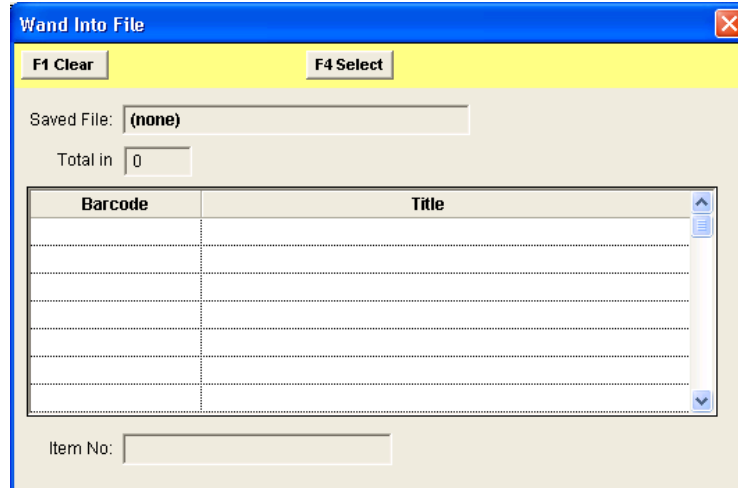 Wand Into File
F1 Clear F4 Select
Saved File: (none)
Total in 0
Barcode Title
Item No: